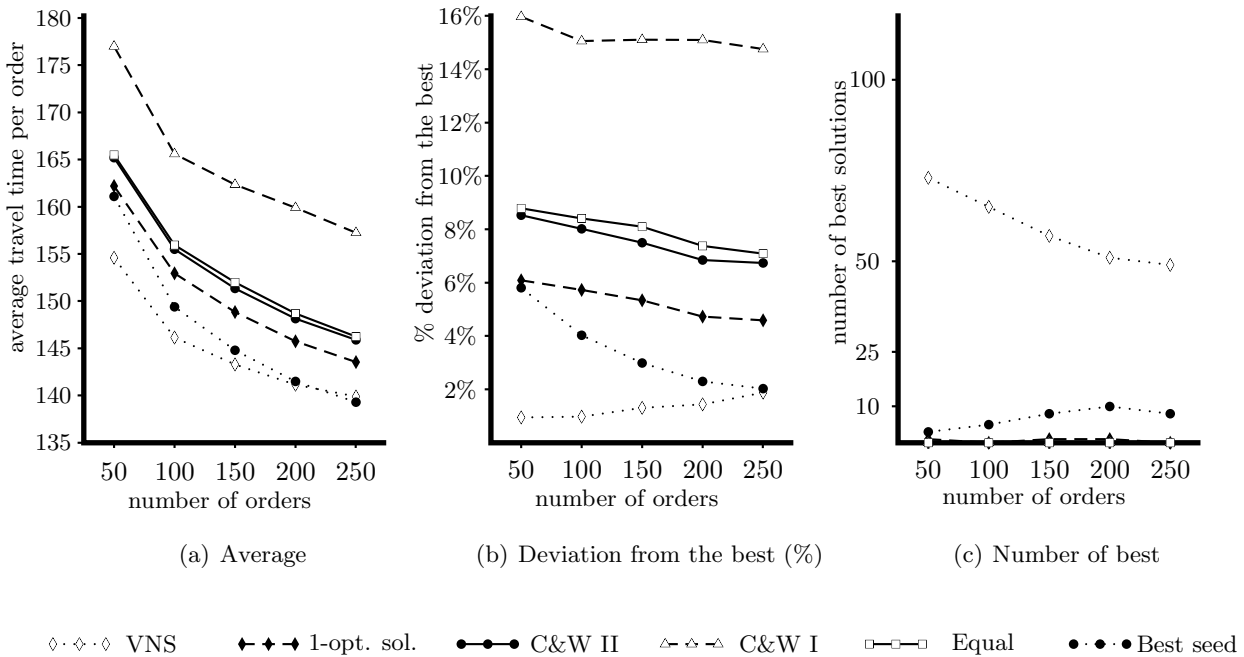 average travel time per order
180
175
170
165
160
155
150
145
140
135
50 100 150 200 250
number of orders
(a) Average
% deviation from the best
16%
14%
12%
10%
8%
6%
4%
2%
50 100 150 200 250
number of orders
(b) Deviation from the best (%)
number of best solutions
100
50
25
10
50 100 150 200 250
number of orders
(c) Number of best
VNS 1-opt. sol. C&W II C&W I Equal Best seed